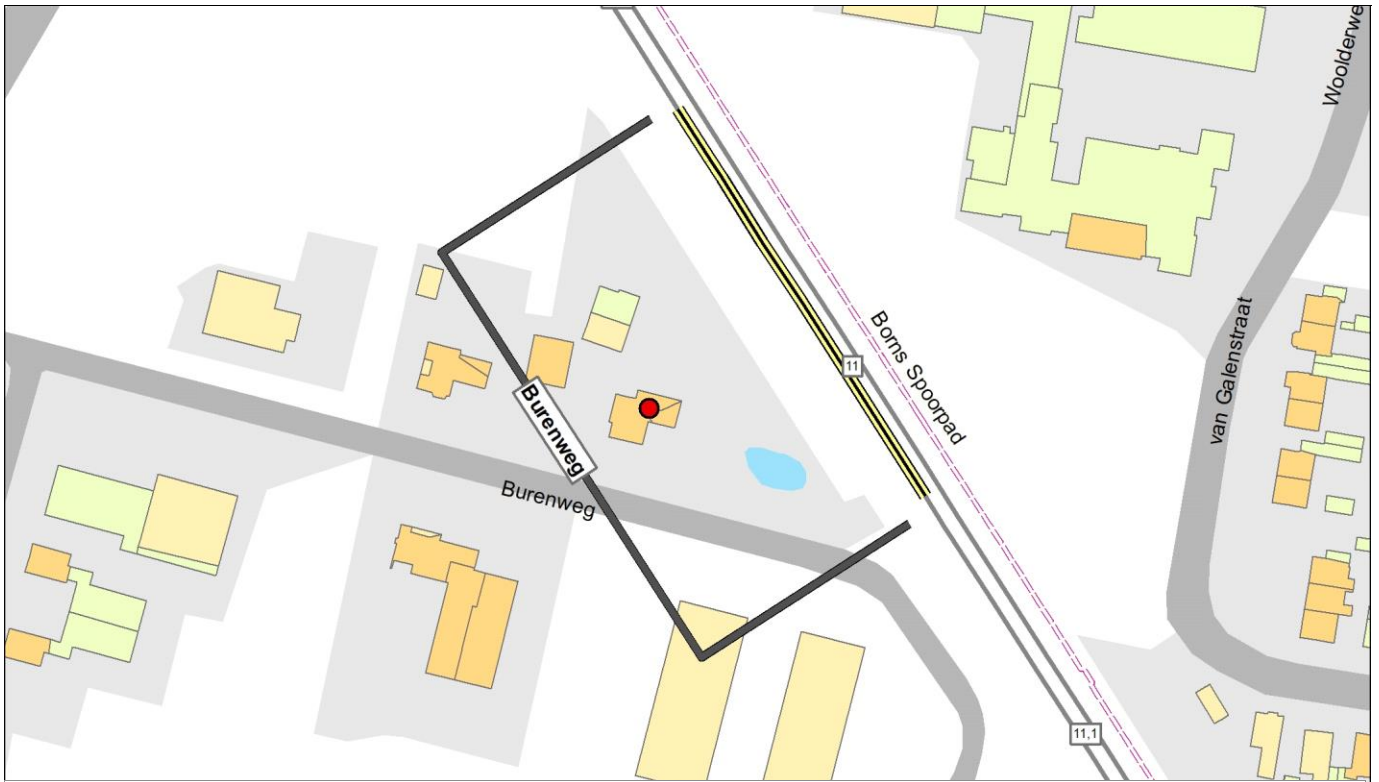 Woolderwe
11
Borns Spoorpad
van Galenstraat
Burenweg
Burenweg
11,1